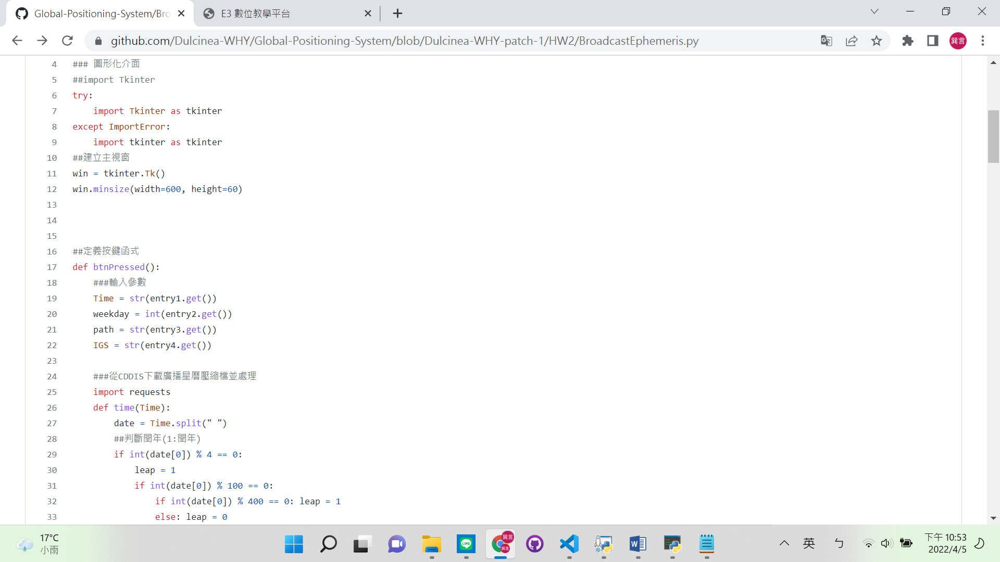 Global-Positioning-System/Bro
E3 數位教學平台
github.com/Dulcinea-WHY/Global-Positioning-System/blob/Dulcinea-WHY-patch-1/HW2/BroadcastEphemeris.py
巽言
4 ### 圖形化介面
5 ##import Tkinter
6 try:
7 import Tkinter as tkinter
8 except ImportError:
9 import tkinter as tkinter
10 ##建立主視窗
11 win = tkinter.Tk()
12 win.minsize(width=600, height=60)
13
14
15
16 ##定義按鍵函式
17 def btnPressed():
18 ###輸入參數
19 Time = str(entry1.get())
20 weekday = int(entry2.get())
21 path = str(entry3.get())
22 IGS = str(entry4.get())
23
24 ###從CDDIS下載廣播星曆壓縮檔並處理
25 import requests
26 def time(Time):
27 date = Time.split(" ")
28 ##判斷閏年(1:閏年)
29 if int(date[0]) % 4 == 0:
30 leap = 1
31 if int(date[0]) % 100 == 0:
32 if int(date[0]) % 400 == 0: leap = 1
33 else: leap = 0
17°C
小雨
LINE
巽言
巽言
W
英
ㄅ
下午 10:53
2022/4/5